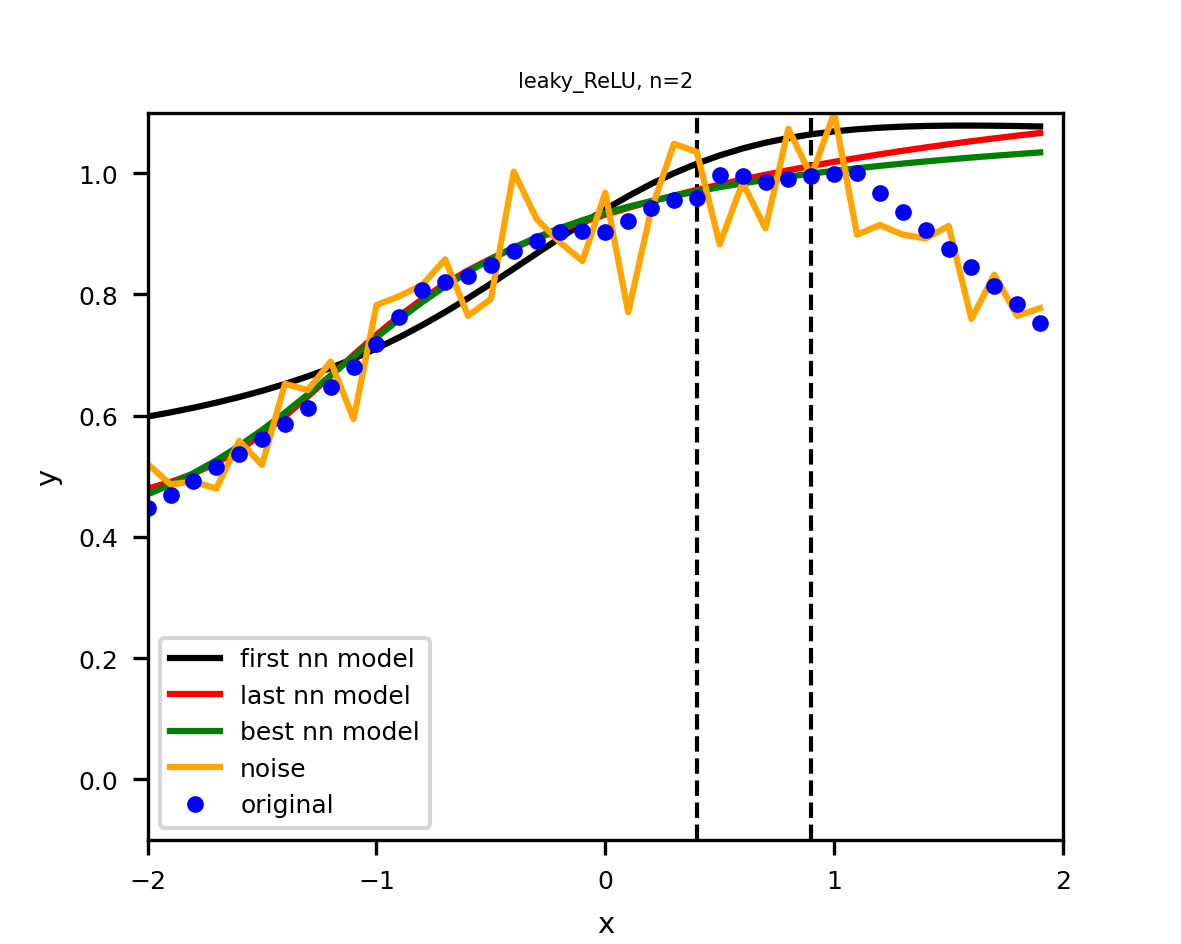 leaky_ReLU, n=2
y
1.0
0.8
0.6
0.4
0.2
0.0
first nn model
last nn model
best nn model
noise
original
−2
−1
0
1
2
x